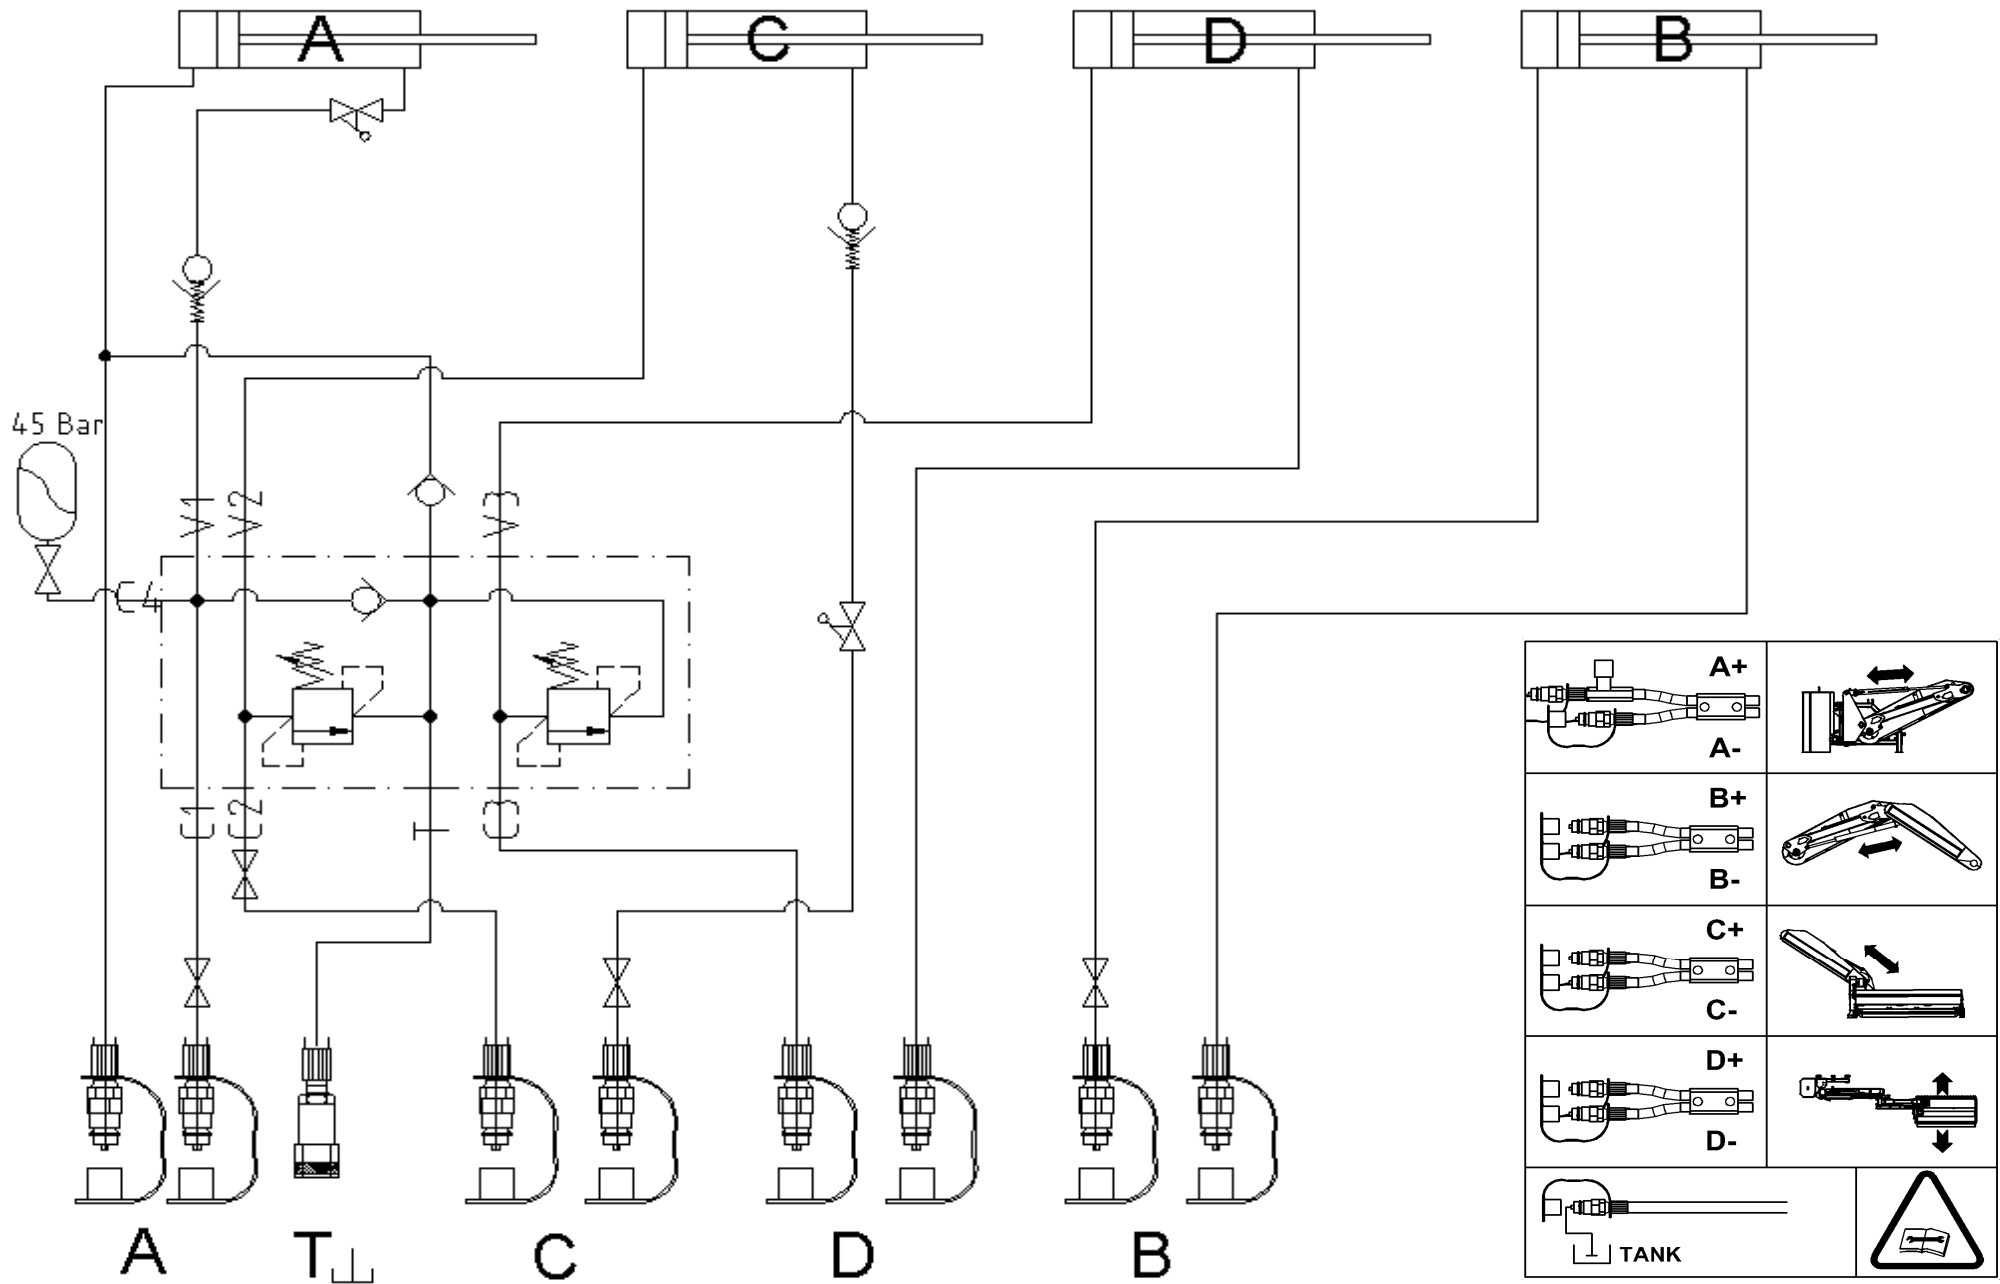 A C D B
45 Bar
V1 V2 V3
C4
C1 C2 T C3
A+
A-
B+
B-
C+
C-
D+
D-
TANK
A T C D B